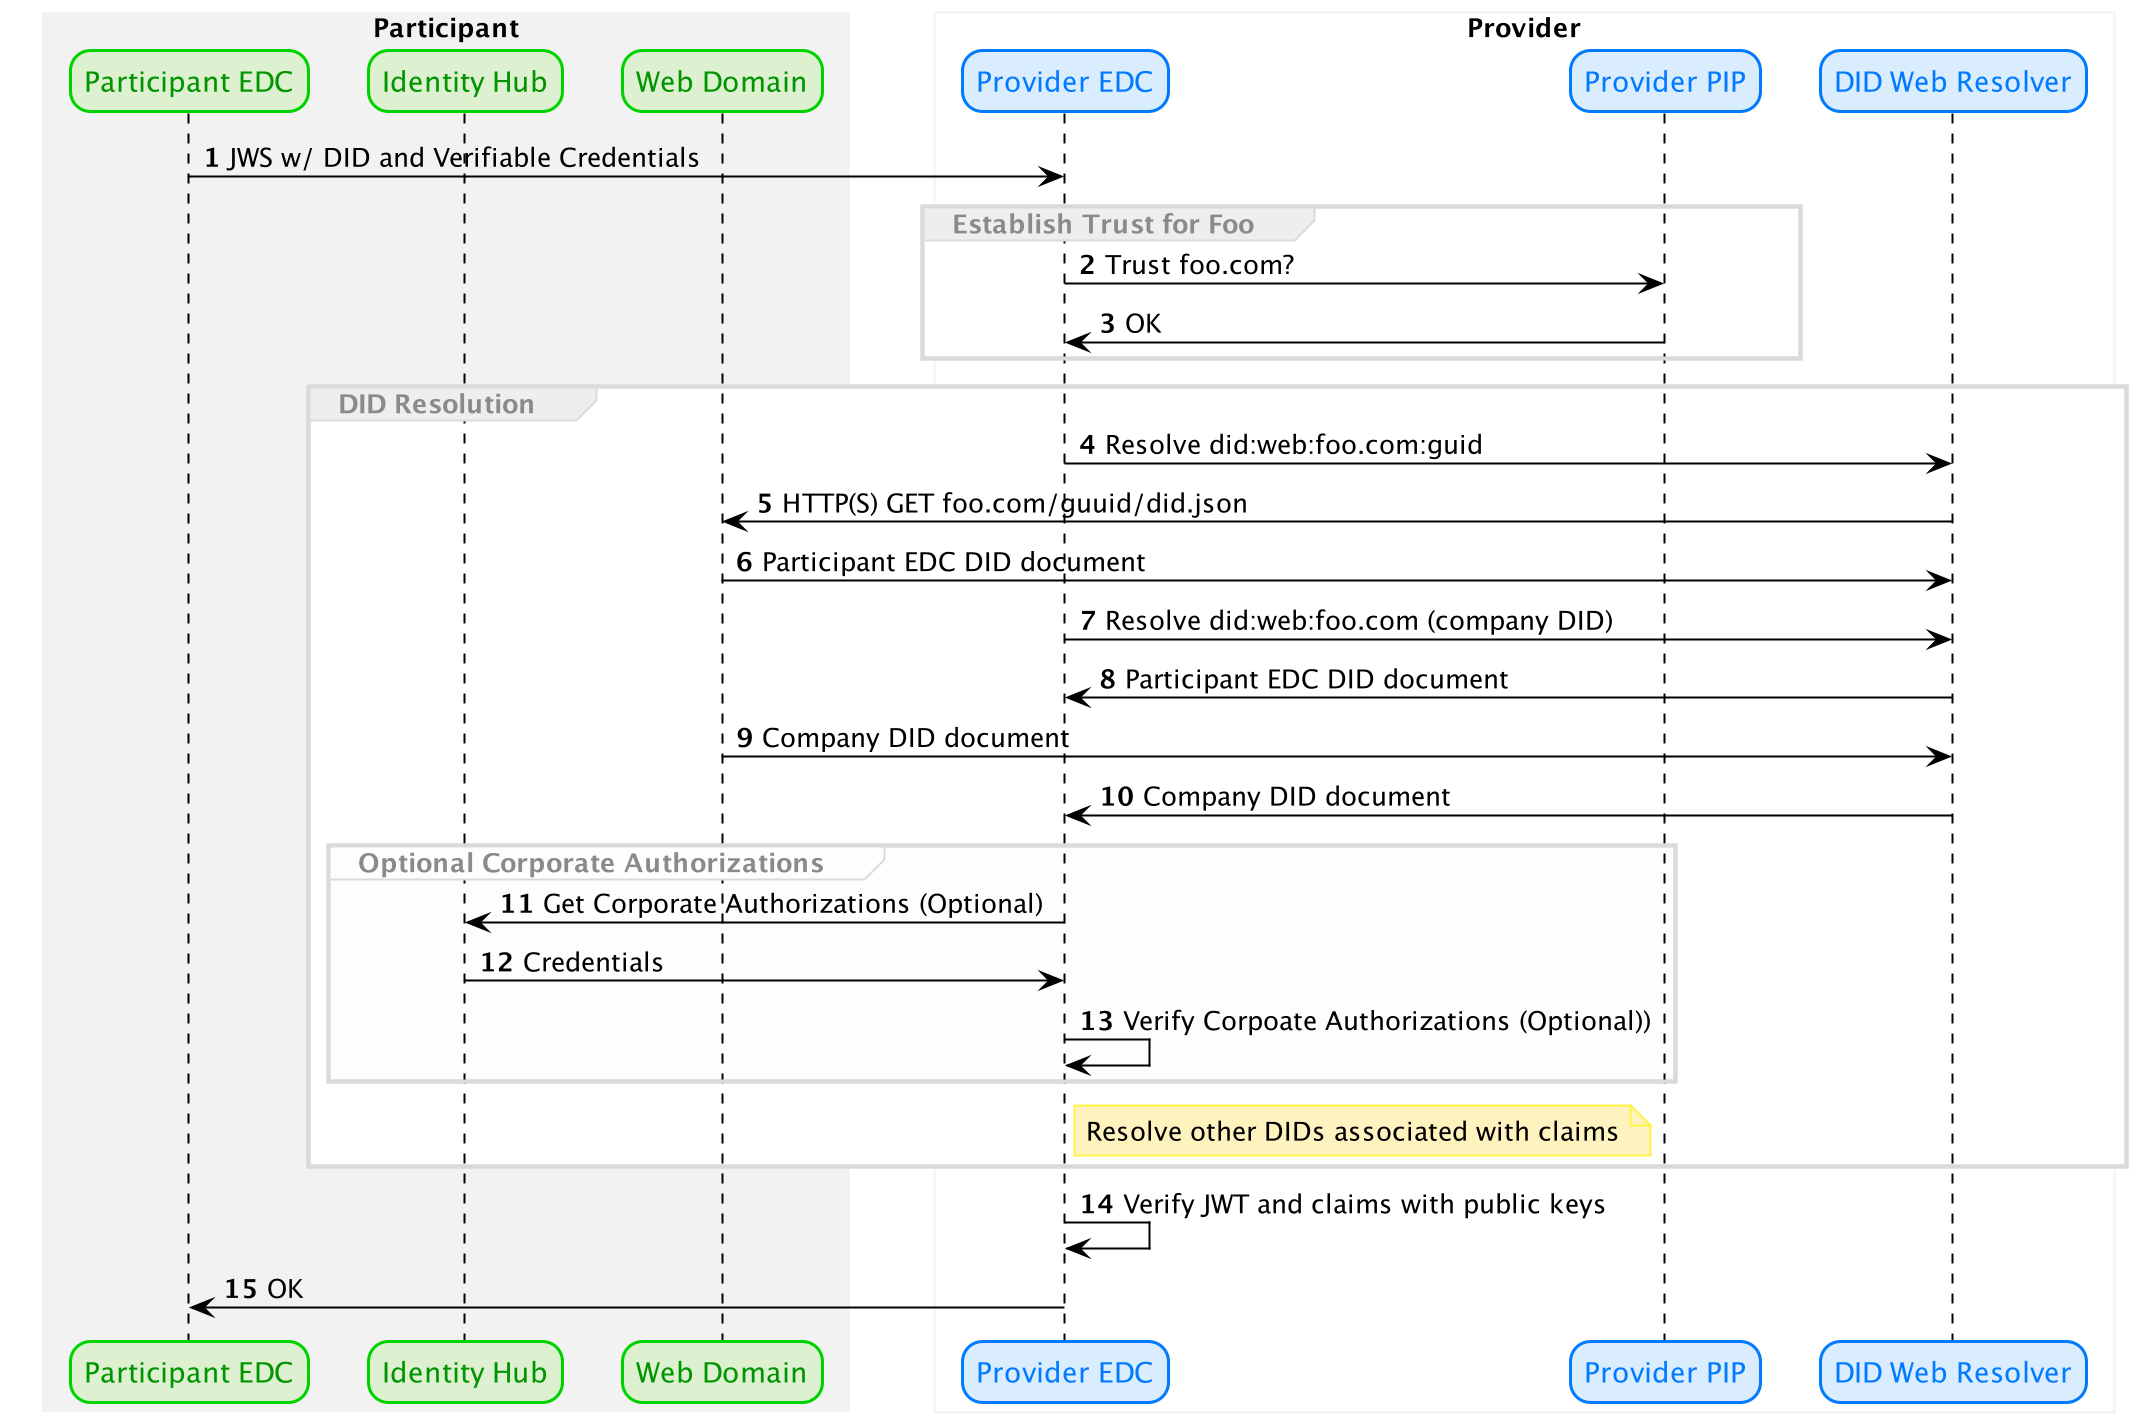 Participant
Provider
Participant EDC
Identity Hub
Web Domain
Provider EDC
Provider PIP
DID Web Resolver
1 JWS w/ DID and Verifiable Credentials
Establish Trust for Foo
2 Trust foo.com?
3 OK
DID Resolution
4 Resolve did:web:foo.com:guid
5 HTTP(S) GET foo.com/guuid/did.json
6 Participant EDC DID document
7 Resolve did:web:foo.com (company DID)
8 Participant EDC DID document
9 Company DID document
10 Company DID document
Optional Corporate Authorizations
11 Get Corporate Authorizations (Optional)
12 Credentials
13 Verify Corpoate Authorizations (Optional))
Resolve other DIDs associated with claims
14 Verify JWT and claims with public keys
15 OK
Participant EDC
Identity Hub
Web Domain
Provider EDC
Provider PIP
DID Web Resolver